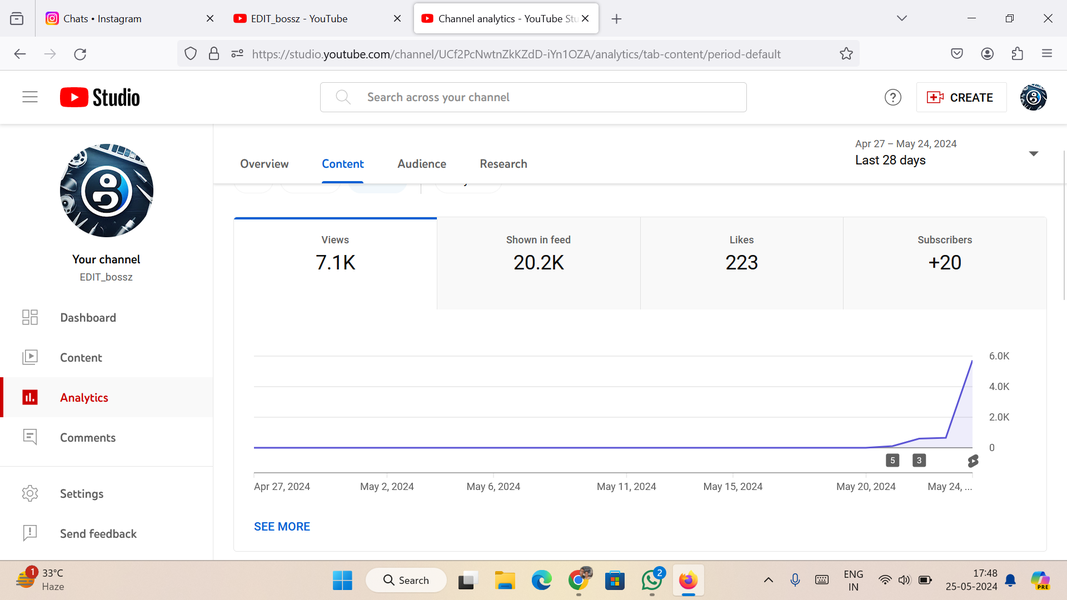 Chats • Instagram
EDIT_bossz - YouTube
Channel analytics - YouTube Stu
https://studio.youtube.com/channel/UCf2PcNwtnZkKZdD-iYn1OZA/analytics/tab-content/period-default
Studio
Search across your channel
CREATE
Your channel
EDIT_bossz
Dashboard
Content
Analytics
Comments
Settings
Send feedback
Overview
Content
Audience
Research
Apr 27 – May 24, 2024
Last 28 days
Views
7.1K
Shown in feed
20.2K
Likes
223
Subscribers
+20
6.0K
4.0K
2.0K
0
5
3
Apr 27, 2024
May 2, 2024
May 6, 2024
May 11, 2024
May 15, 2024
May 20, 2024
May 24, ...
SEE MORE
1
33°C
Haze
Search
2
ENG
IN
17:48
25-05-2024
PRE